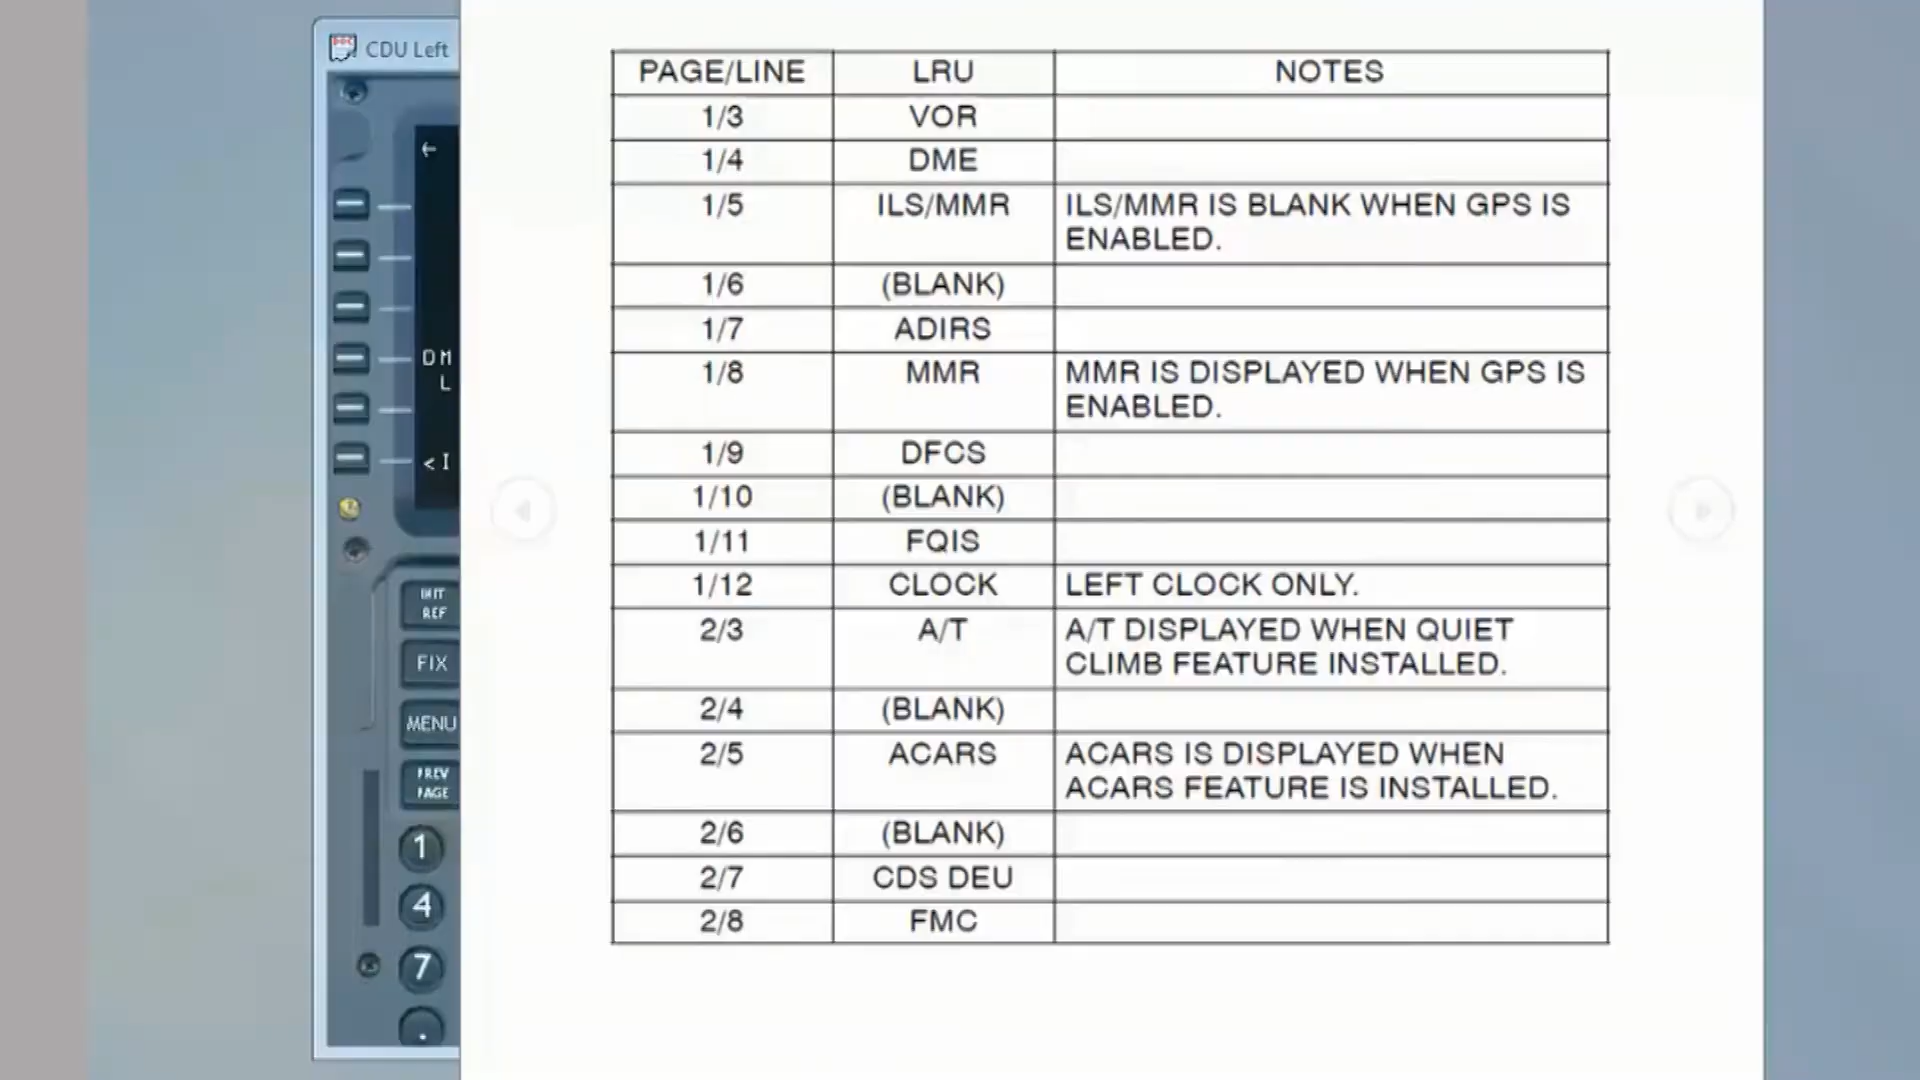 CDU Left
←
DM
L
<I
INIT
REF
FIX
MENU
PREV
PAGE
1
4
7
.
PAGE/LINE LRU NOTES
1/3 VOR
1/4 DME
1/5 ILS/MMR ILS/MMR IS BLANK WHEN GPS IS
ENABLED.
1/6 (BLANK)
1/7 ADIRS
1/8 MMR MMR IS DISPLAYED WHEN GPS IS
ENABLED.
1/9 DFCS
1/10 (BLANK)
1/11 FQIS
1/12 CLOCK LEFT CLOCK ONLY.
2/3 A/T A/T DISPLAYED WHEN QUIET
CLIMB FEATURE INSTALLED.
2/4 (BLANK)
2/5 ACARS ACARS IS DISPLAYED WHEN
ACARS FEATURE IS INSTALLED.
2/6 (BLANK)
2/7 CDS DEU
2/8 FMC